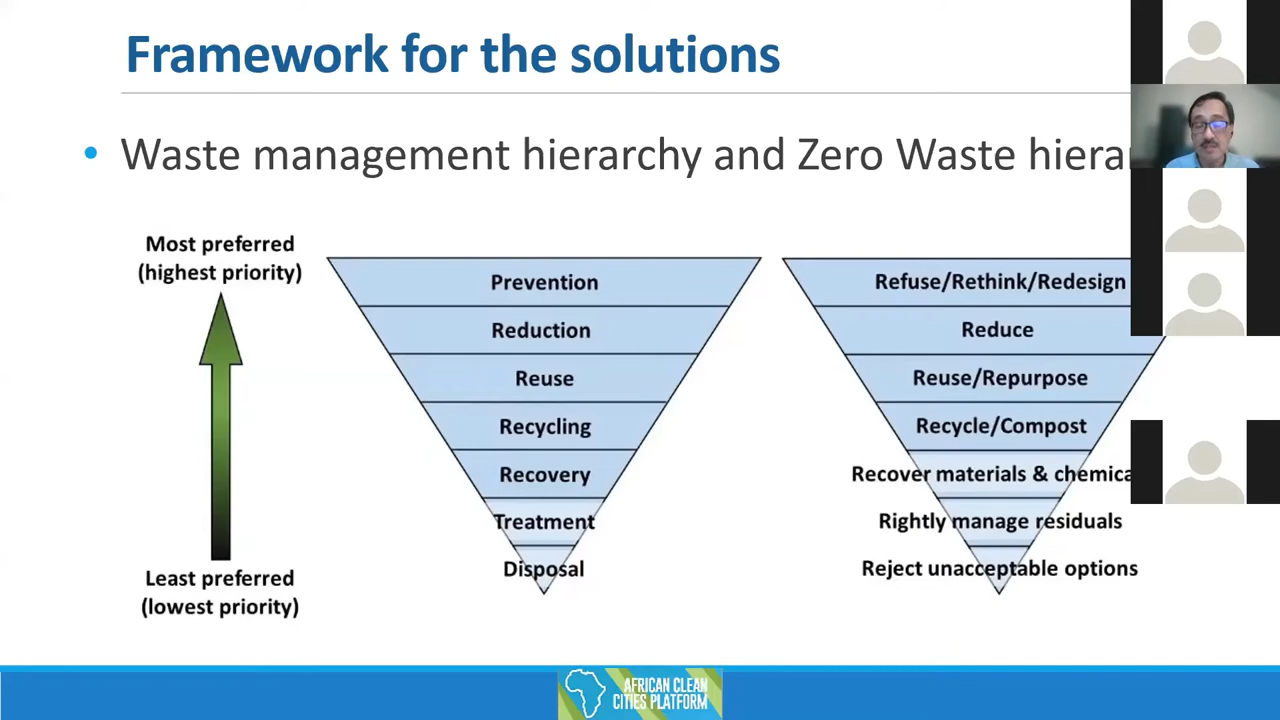 Framework for the solutions
• Waste management hierarchy and Zero Waste
Most preferred
(highest priority)
Prevention
Reduction
Reuse
Recycling
Recovery
Treatment
Disposal
Refuse/Rethink/Redesign
Reduce
Reuse/Repurpose
Recycle/Compost
Recover materials &
Rightly manage residuals
Reject unacceptable options
Least preferred
(lowest priority)
AFRICAN CLEAN
CITIES PLATFORM